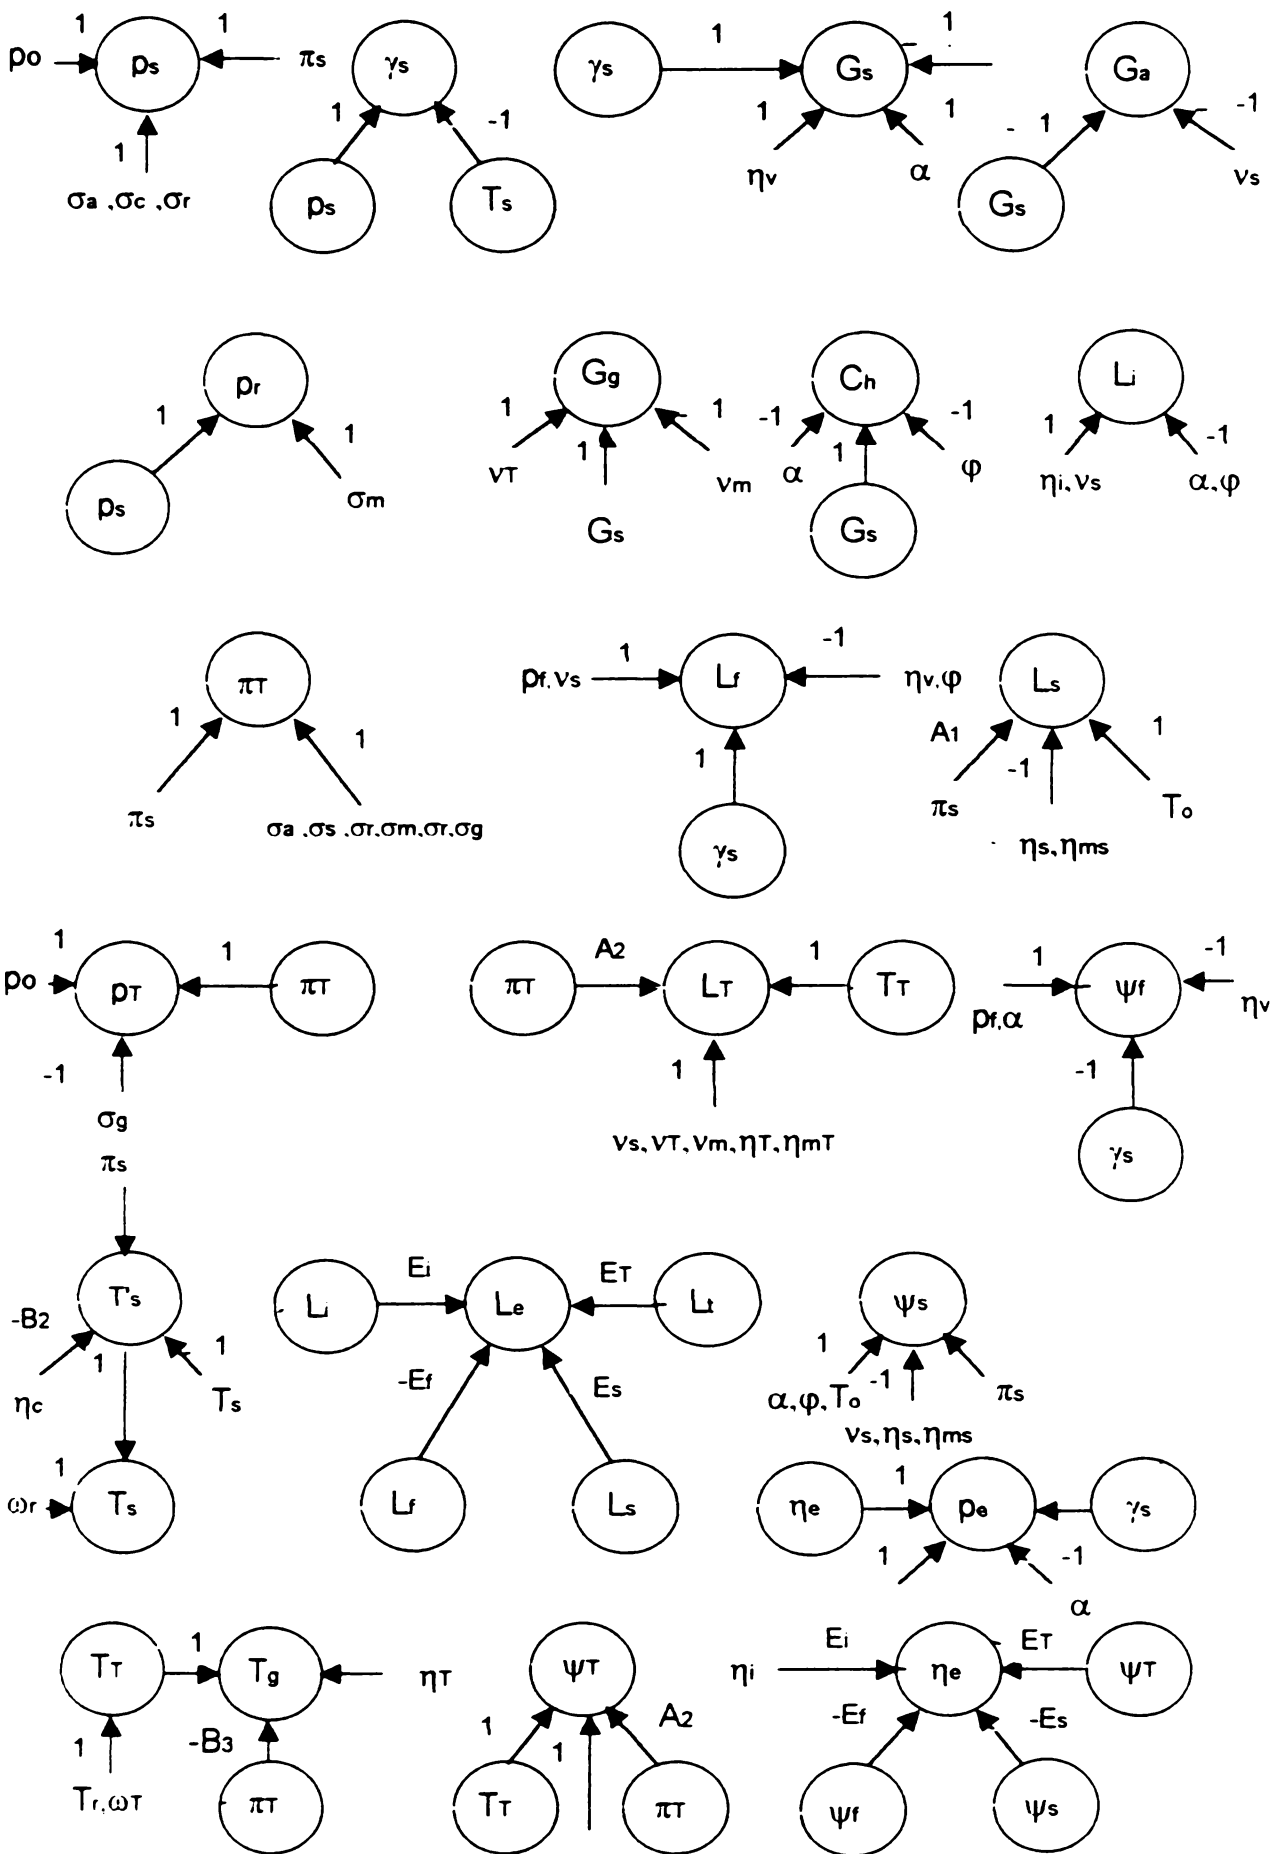 1 1 1 1
po ps πs γs γs Gs Ga
1 -1 1 1 - 1 -1
1 ηv α νs
σa ,σc ,σr ps Ts Gs
pr Gg Ch Li
1 1 1 1 -1 -1 1 -1
1 1
νT νm α φ ηi,νs α,φ
ps σm Gs Gs
πT Lf Ls
1 -1
pf,νs ηv,φ
1 1 1 A1 -1 1
πs σa ,σs ,σr,σm,σr,σg γs πs To
ηs,ηms
1 1 A2 1 1 -1
po pT πT πT LT TT ψf
pf,α ηv
-1 1 -1
σg νs,νT,νm,ηT,ηmT γs
πs
Ei ET
T's Li Le Lt ψs
-B2 1 1 -Ef Es 1 -1
ηc Ts α,φ,To πs
νs,ηs,ηms
1 1
ωr Ts Lf Ls ηe pe γs
1 -1
α
1 Ei ET
TT Tg ηT ψT ηi ηe ψT
1 -B3 1 1 A2 -Ef -Es
Tr,ωT πT TT πT ψf ψs